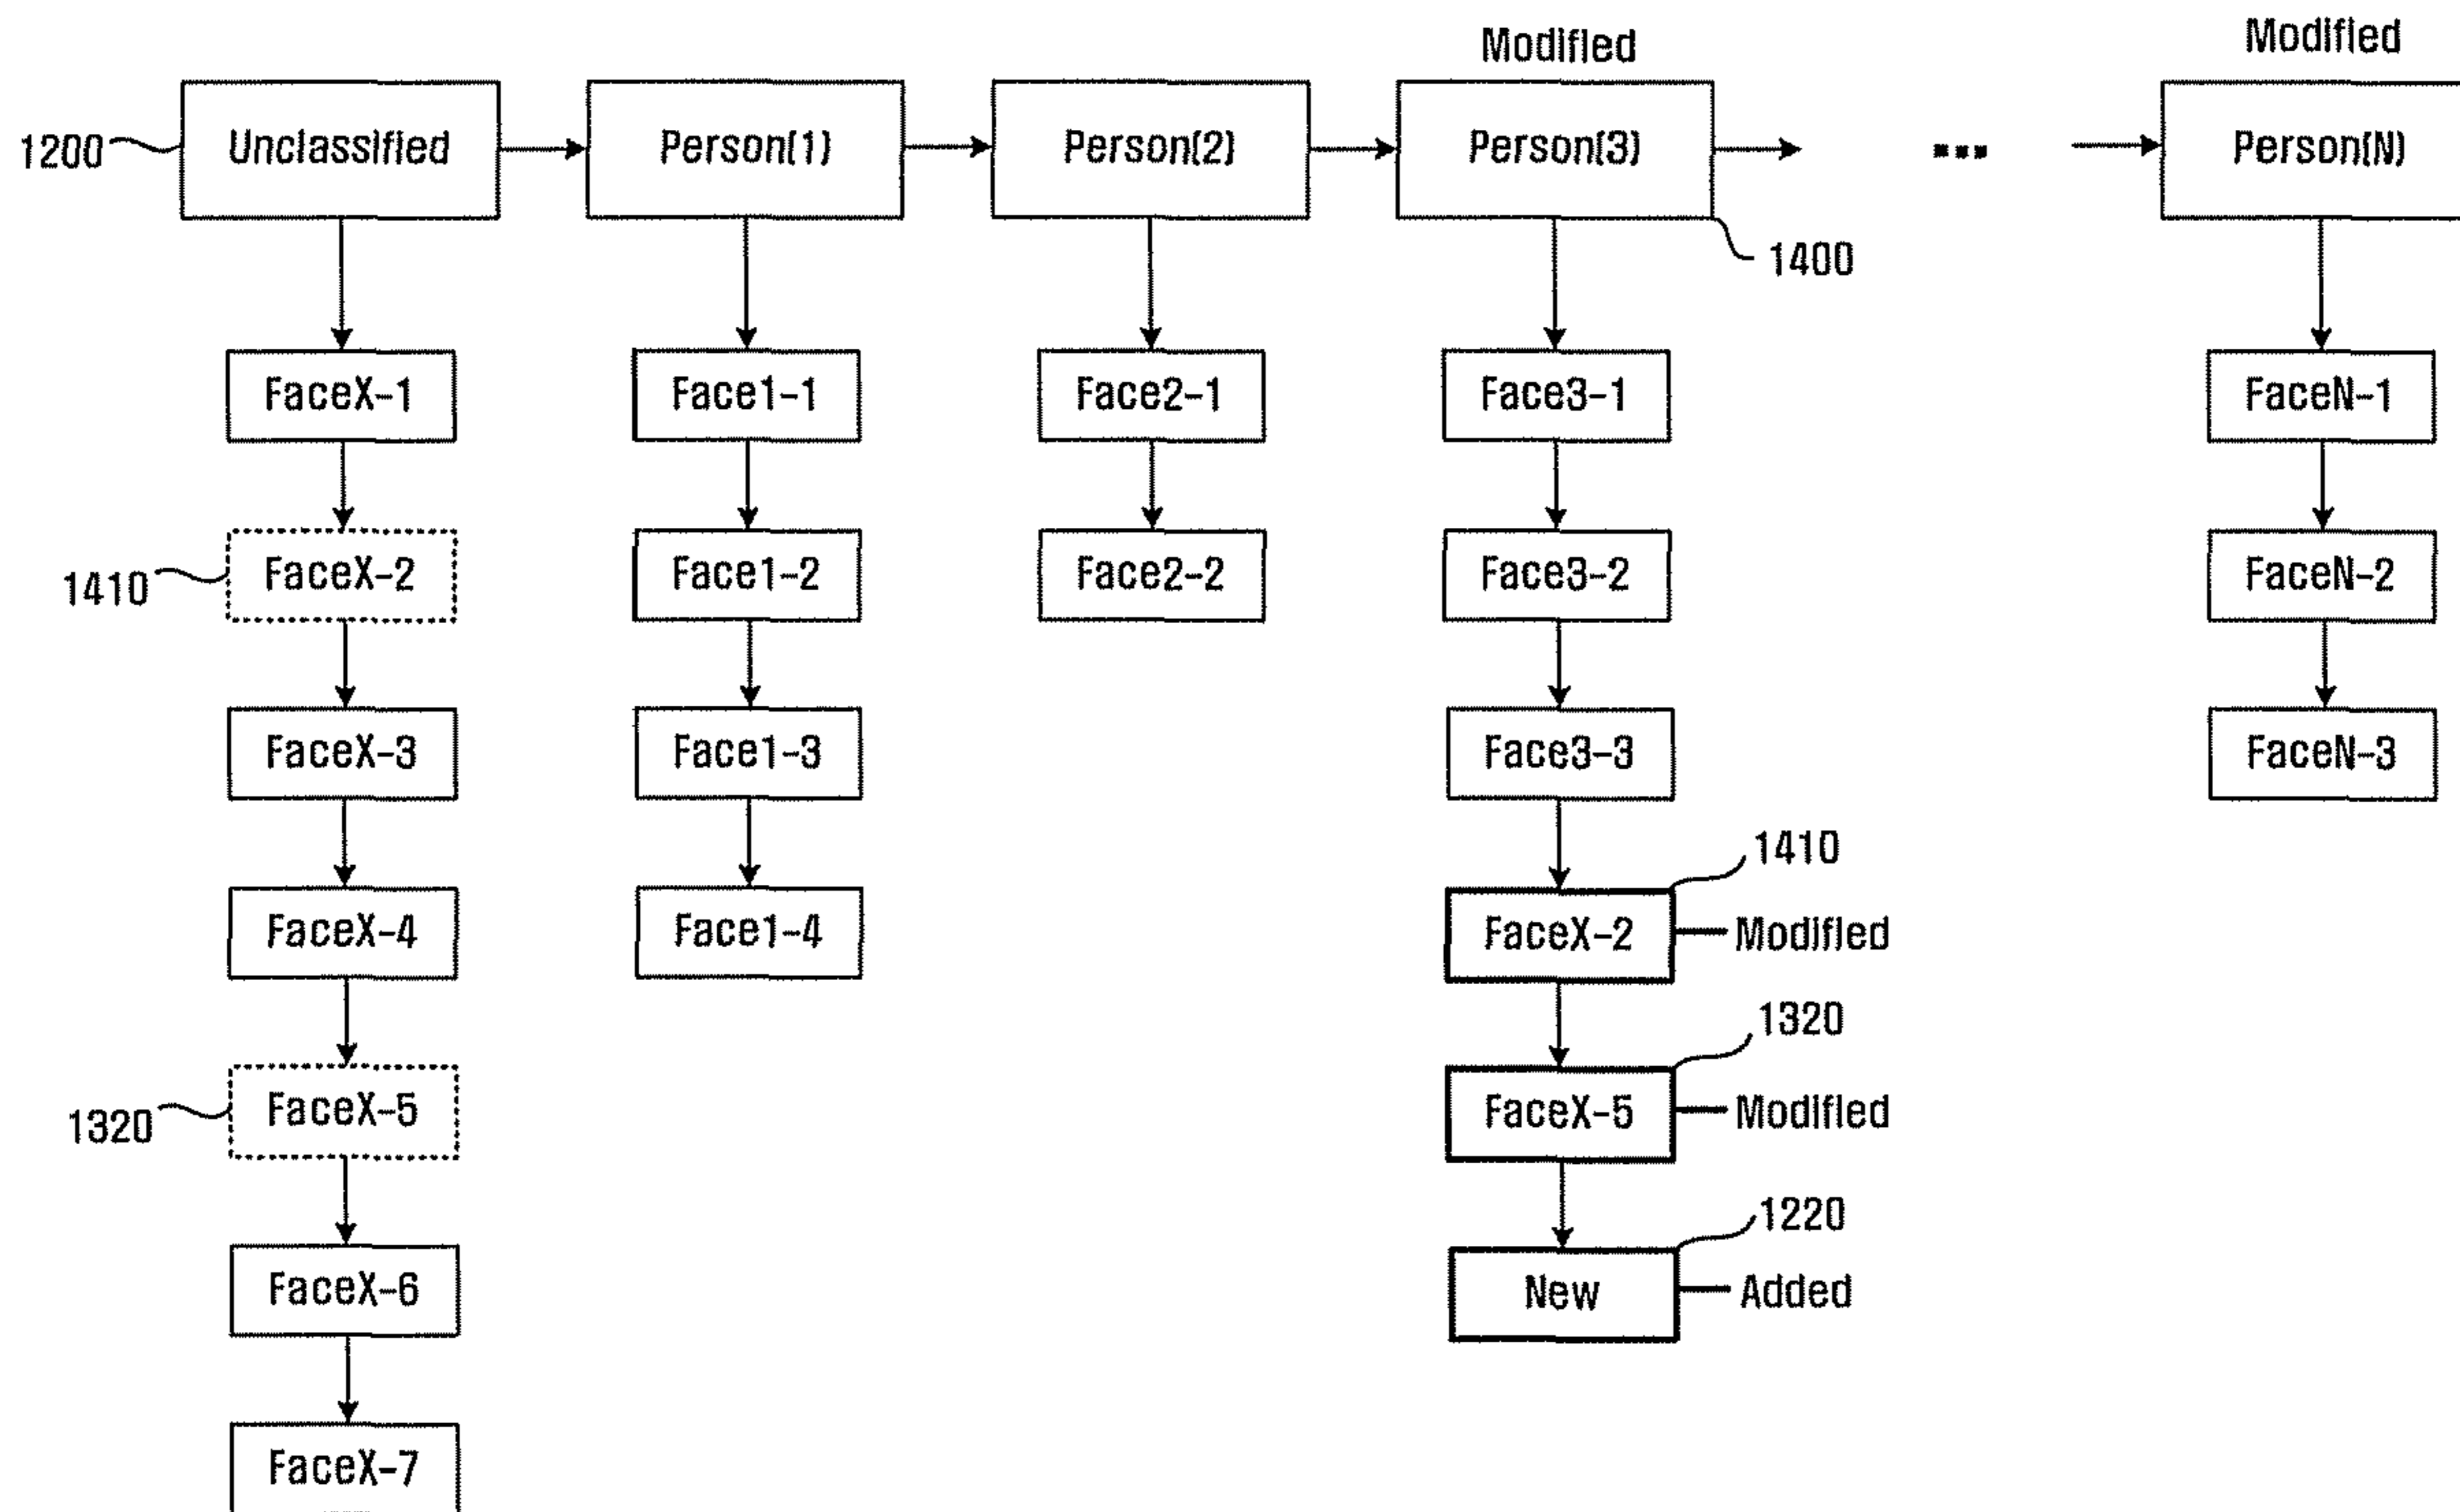 Modified
Modified
1200
Unclassified
Person(1)
Person(2)
Person(3)
...
Person(N)
1400
FaceX-1
Face1-1
Face2-1
Face3-1
FaceN-1
1410
FaceX-2
Face1-2
Face2-2
Face3-2
FaceN-2
FaceX-3
Face1-3
Face3-3
FaceN-3
1410
FaceX-4
Face1-4
FaceX-2
Modified
1320
1320
FaceX-5
FaceX-5
Modified
1220
FaceX-6
New
Added
FaceX-7